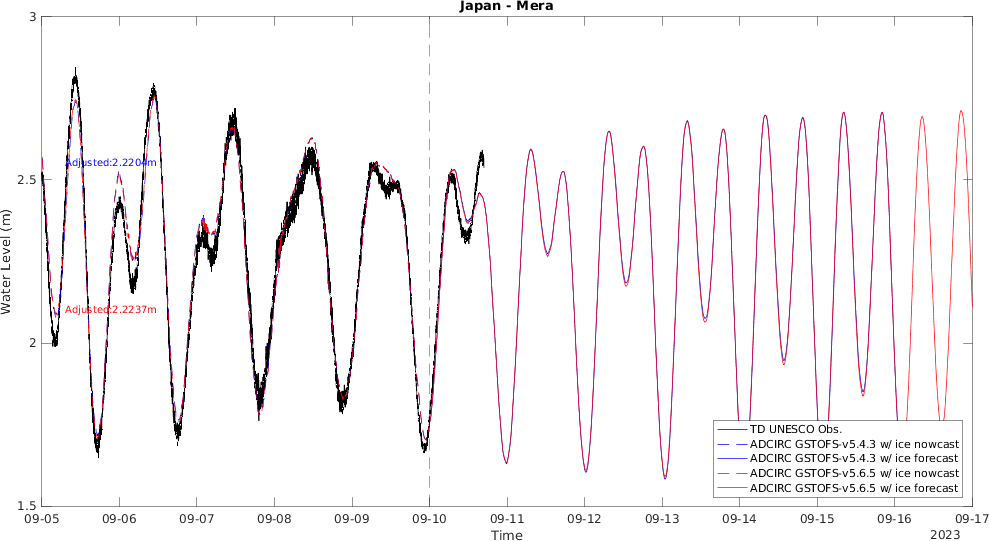 Japan - Mera
3
2.5
2
1.5
Water Level (m)
Adjusted:2.2204m
Adjusted:2.2237m
TD UNESCO Obs.
ADCIRC GSTOFS-v5.4.3 w/ ice nowcast
ADCIRC GSTOFS-v5.4.3 w/ ice forecast
ADCIRC GSTOFS-v5.6.5 w/ ice nowcast
ADCIRC GSTOFS-v5.6.5 w/ ice forecast
09-05 09-06 09-07 09-08 09-09 09-10 09-11 09-12 09-13 09-14 09-15 09-16 09-17
Time
2023